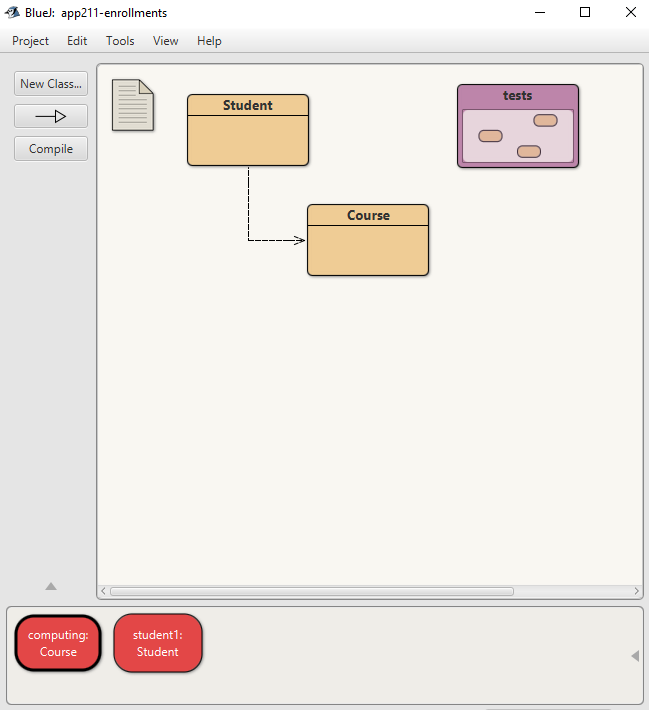 BlueJ: app211-enrollments
Project Edit Tools View Help
New Class...
Compile
Student
tests
Course
computing:
Course
student1:
Student